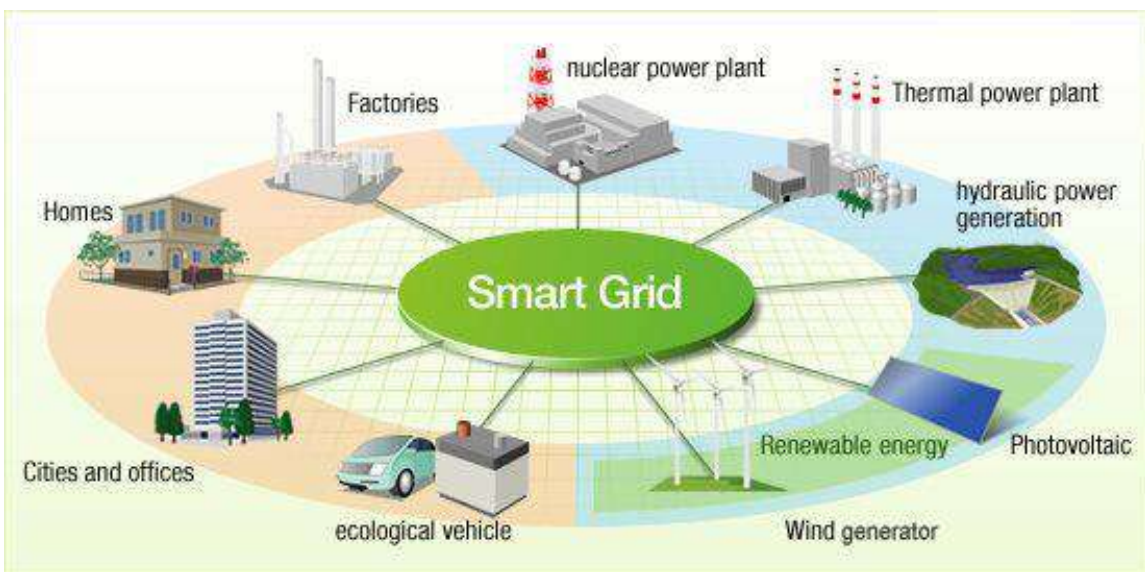 nuclear power plant
Factories
Thermal power plant
Homes
hydraulic power
generation
Smart Grid
Renewable energy
Photovoltaic
Cities and offices
ecological vehicle
Wind generator